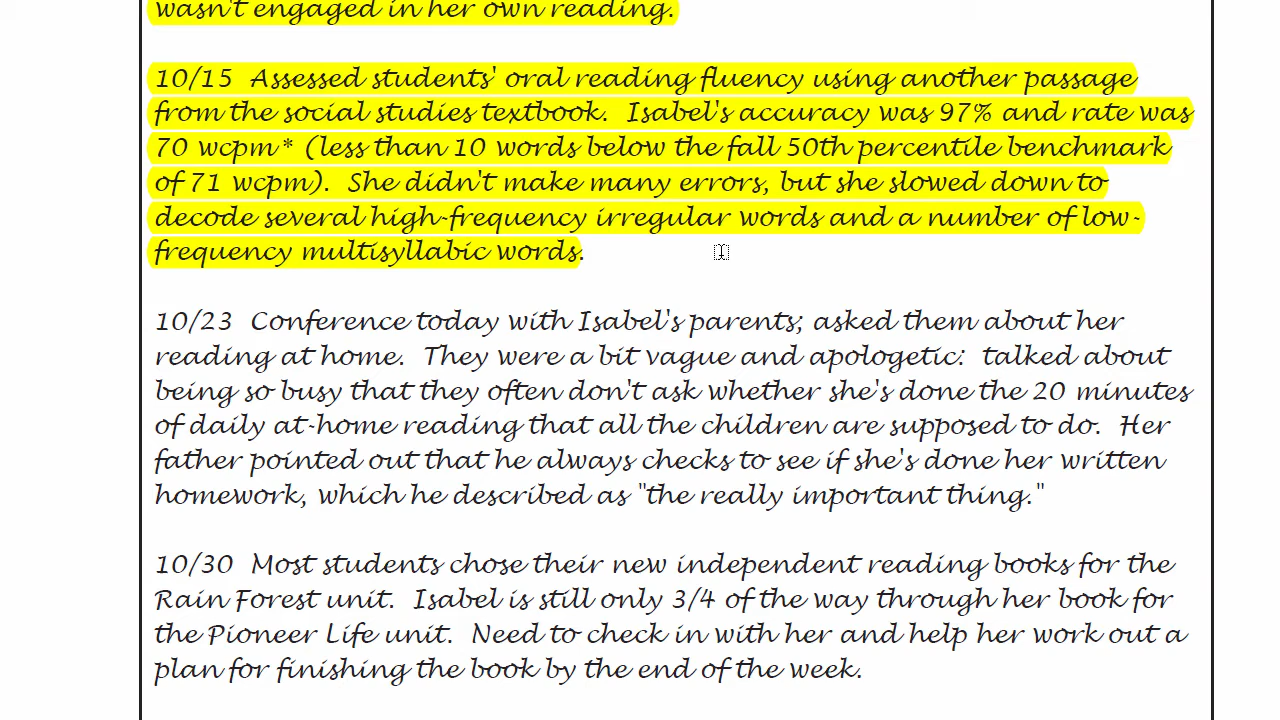 wasn't engaged in her own reading.
10/15 Assessed students' oral reading fluency using another passage
from the social studies textbook. Isabel's accuracy was 97% and rate was
70 wcpm* (less than 10 words below the fall 50th percentile benchmark
of 71 wcpm). She didn't make many errors, but she slowed down to
decode several high-frequency irregular words and a number of low-
frequency multisyllabic words.
10/23 Conference today with Isabel's parents; asked them about her
reading at home. They were a bit vague and apologetic: talked about
being so busy that they often don't ask whether she's done the 20 minutes
of daily at-home reading that all the children are supposed to do. Her
father pointed out that he always checks to see if she's done her written
homework, which he described as "the really important thing."
10/30 Most students chose their new independent reading books for the
Rain Forest unit. Isabel is still only 3/4 of the way through her book for
the Pioneer Life unit. Need to check in with her and help her work out a
plan for finishing the book by the end of the week.